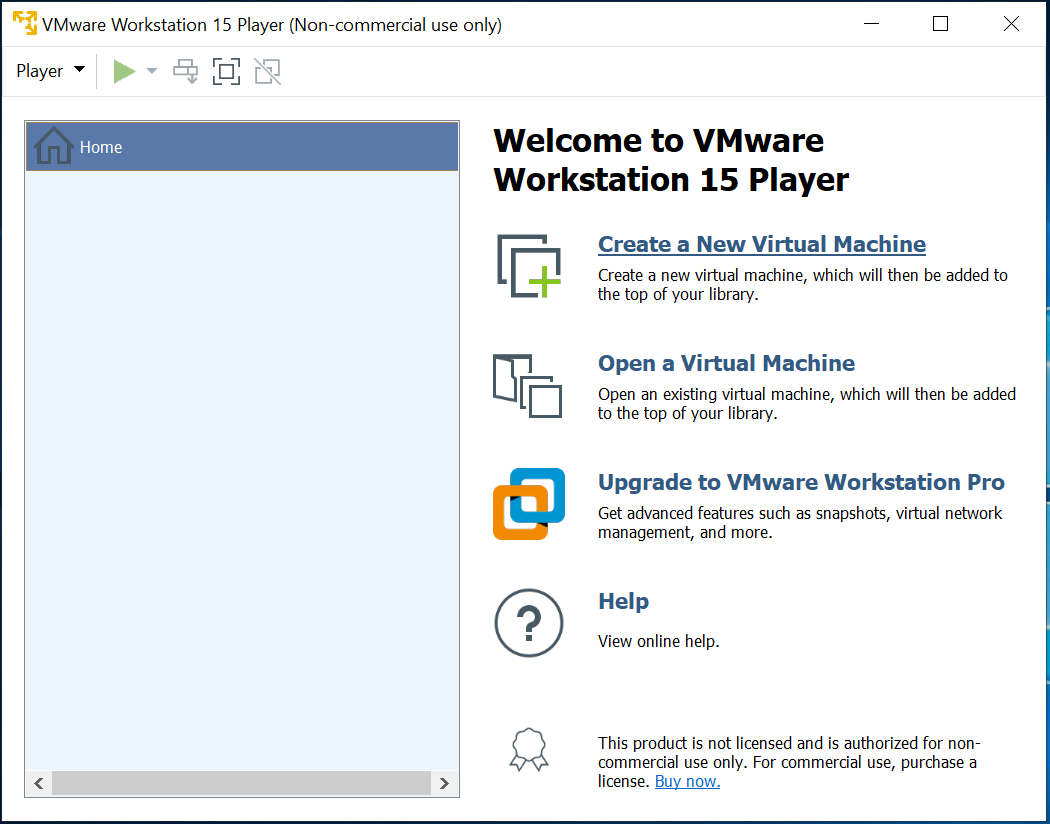 VMware Workstation 15 Player (Non-commercial use only)
Player
Home
Welcome to VMware
Workstation 15 Player
Create a New Virtual Machine
Create a new virtual machine, which will then be added to
the top of your library.
Open a Virtual Machine
Open an existing virtual machine, which will then be added
to the top of your library.
Upgrade to VMware Workstation Pro
Get advanced features such as snapshots, virtual network
management, and more.
?
Help
View online help.
This product is not licensed and is authorized for non-
commercial use only. For commercial use, purchase a
license. Buy now.